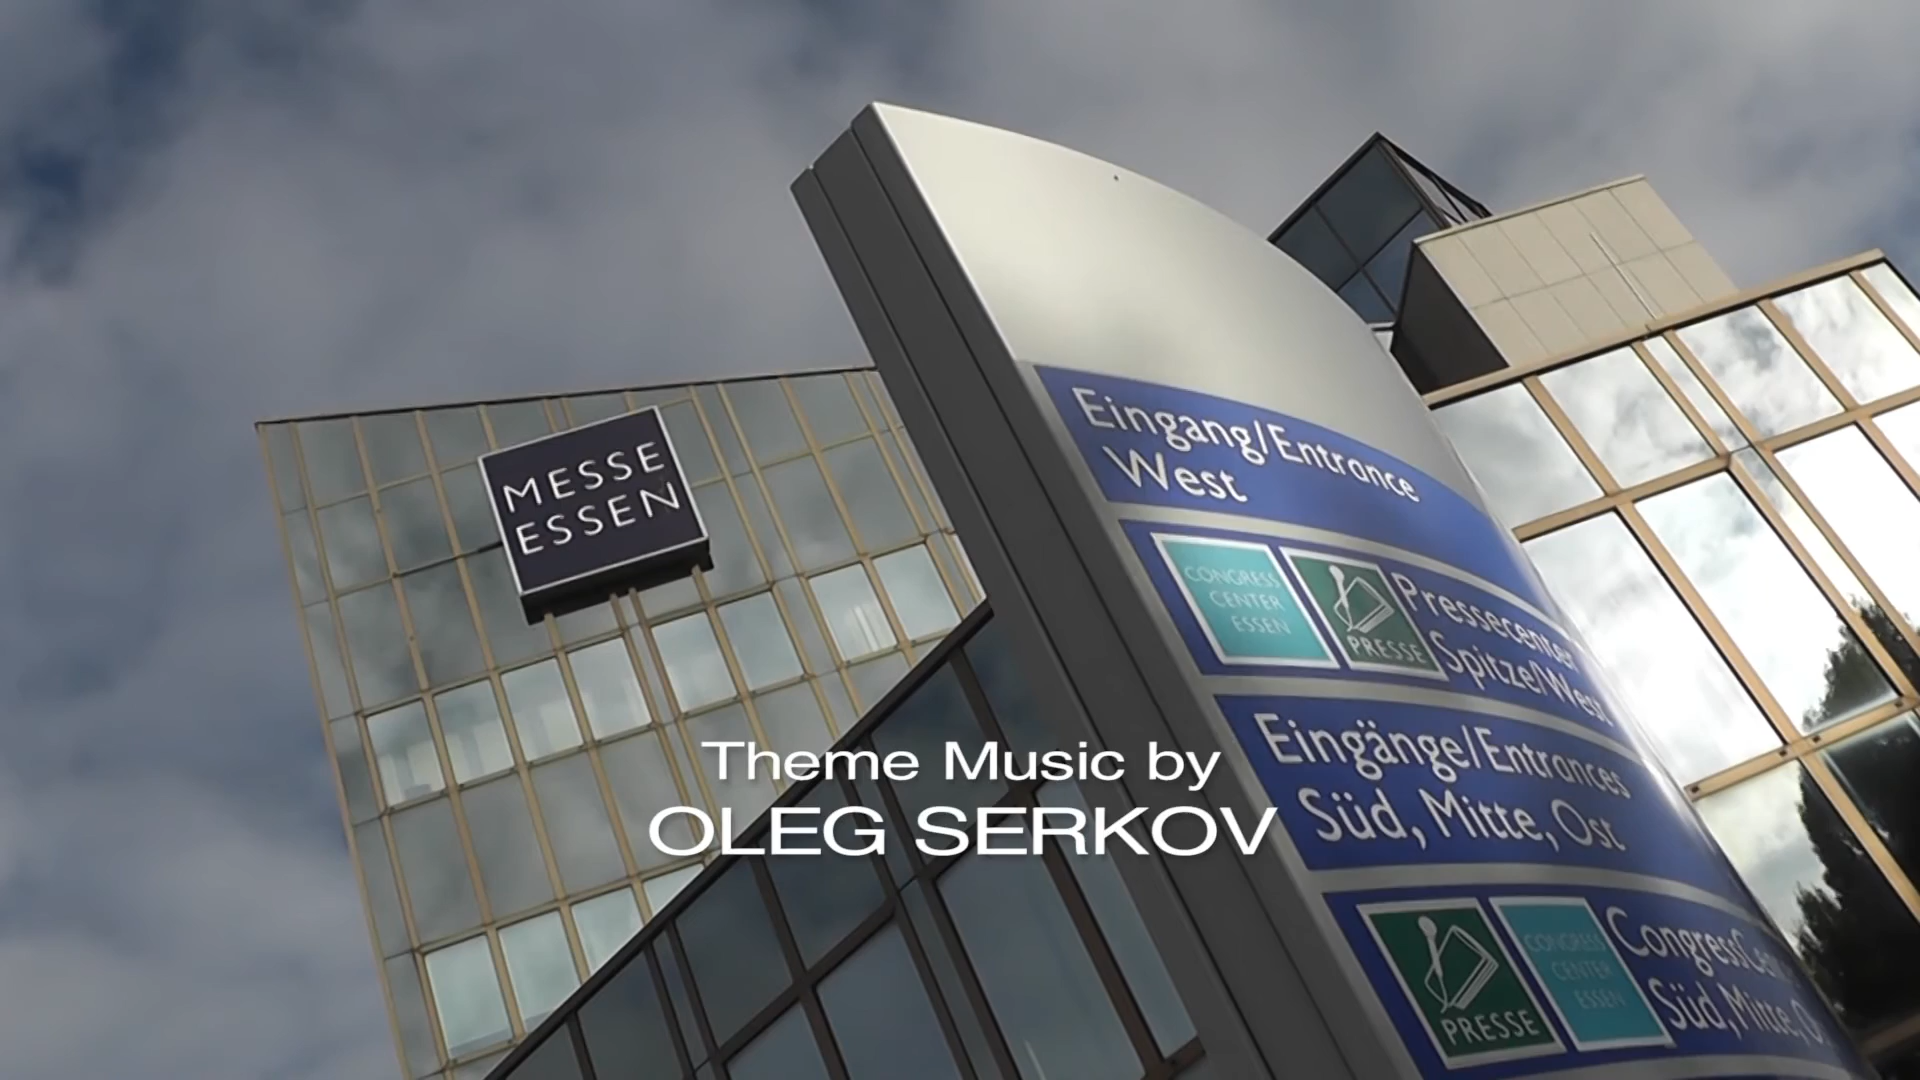 MESSE
ESSEN
Eingang/Entrance
West
CONGRESS
CENTER
ESSEN
PRESSE
Pressecenter
Spitze/West
Eingänge/Entrances
Süd, Mitte, Ost
PRESSE
CONGRESS
CENTER
ESSEN
Süd, Mitte,
Theme Music by
OLEG SERKOV